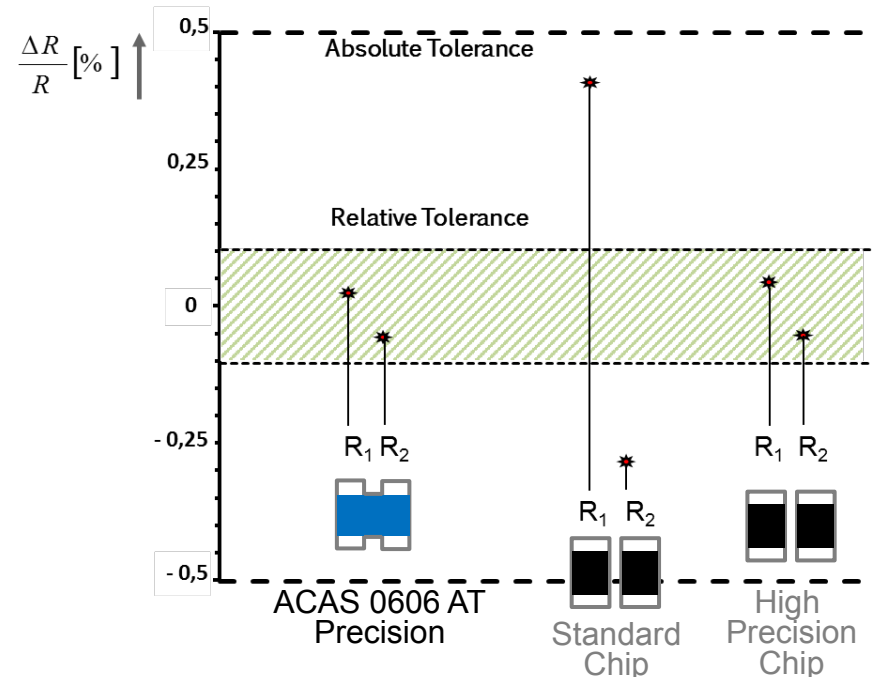 0,5
ΔR
R
[%]
Absolute Tolerance
0,25
Relative Tolerance
0
- 0,25
R₁ R₂
R₁ R₂
R₁ R₂
- 0,5
ACAS 0606 AT
Precision
Standard
Chip
High
Precision
Chip